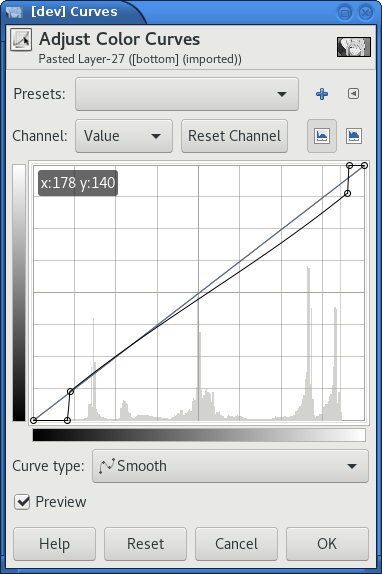 [dev] Curves
Adjust Color Curves
Pasted Layer-27 ([bottom] (imported))
Presets:
Channel: Value Reset Channel
x:178 y:140
Curve type: Smooth
Preview
Help Reset Cancel OK